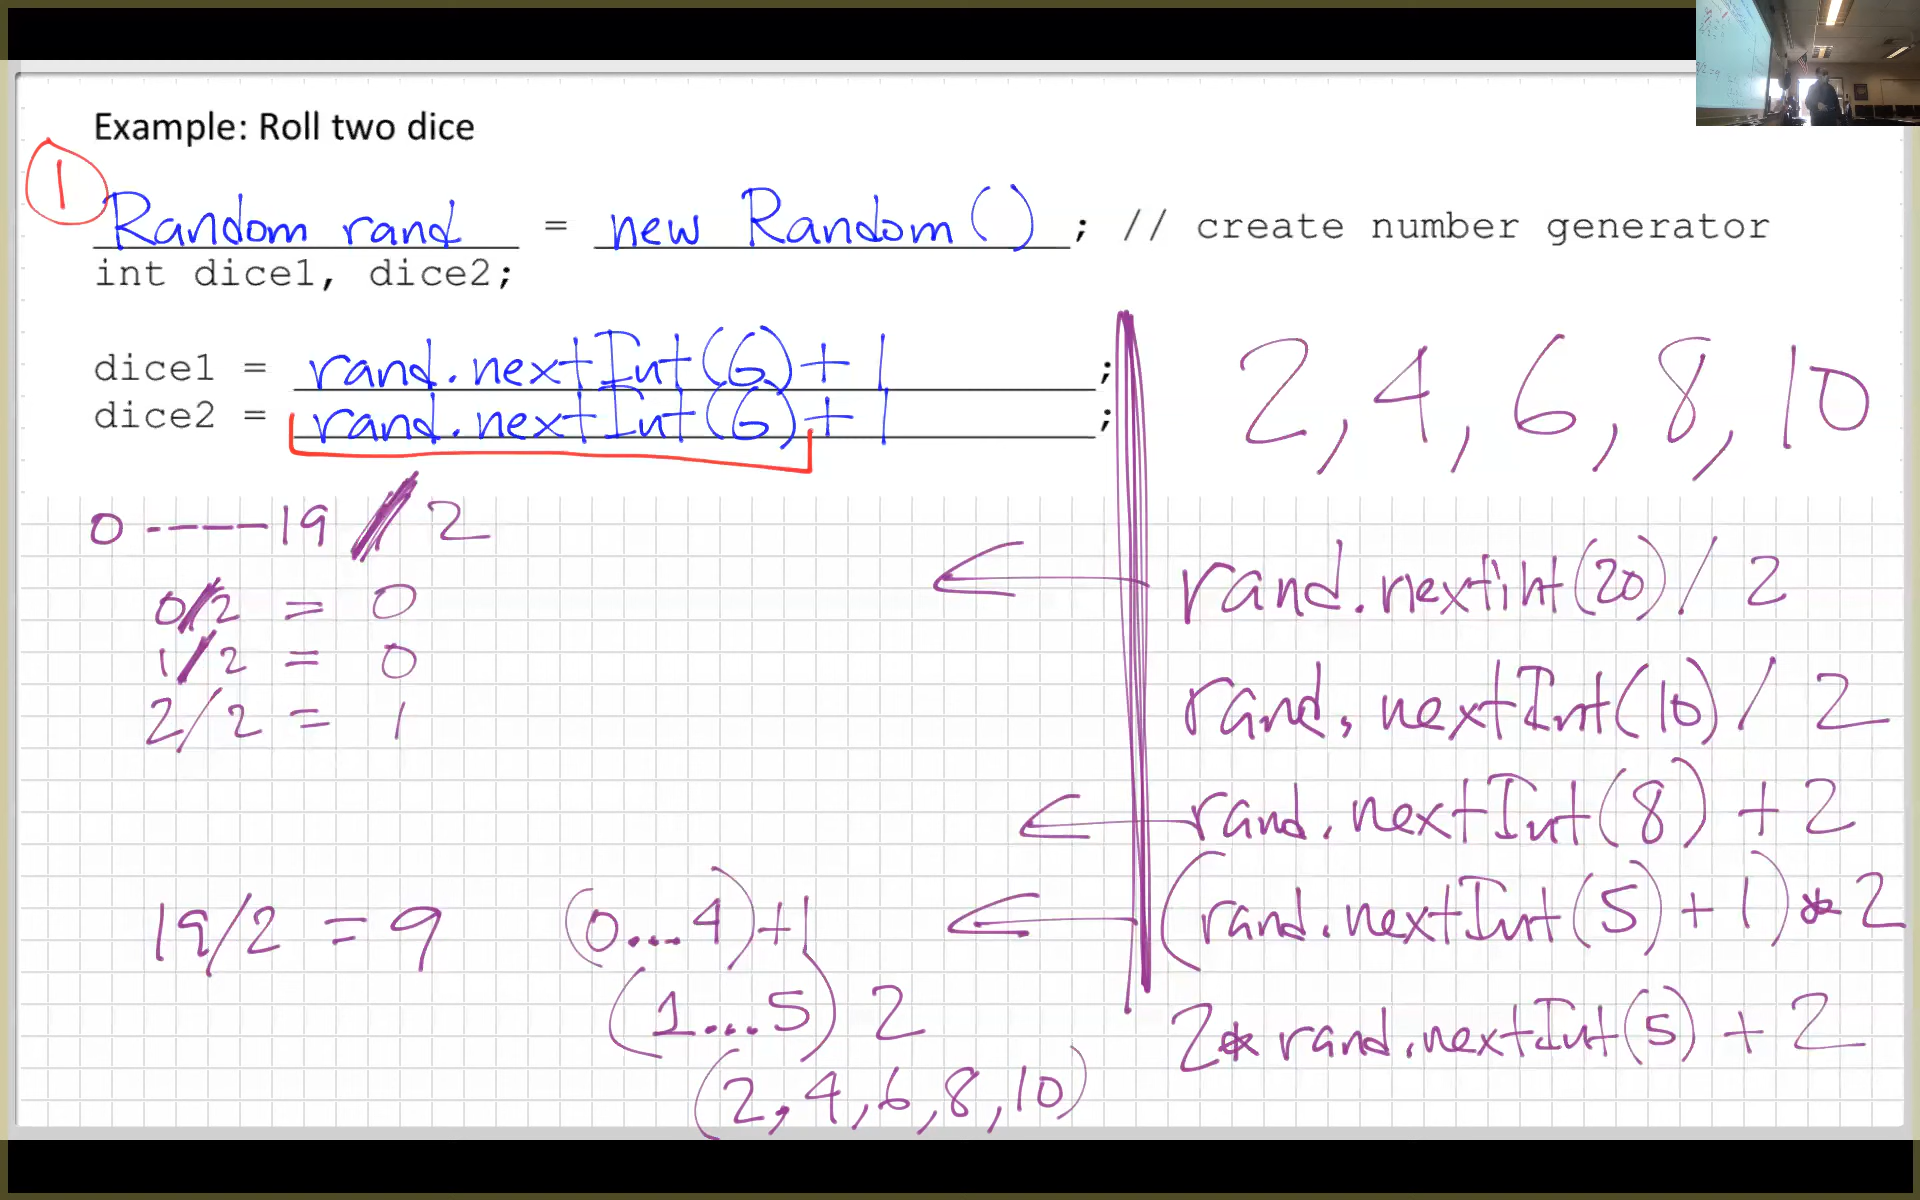 Example: Roll two dice
1
Random rand = new Random() ; // create number generator
int dice1, dice2;
dice1 = rand.nextInt(6)+1 ;
dice2 = rand.nextInt(6)+1 ;
2, 4, 6, 8, 10
0 ----19 / 2
0/2 = 0
1/2 = 0
2/2 = 1
19/2 = 9
(0...4)+1
(1...5) 2
(2,4,6,8,10)
rand.nextint(20) / 2
rand, nextInt(10) / 2
rand.nextInt(8) + 2
(rand.nextInt(5)+1)*2
2* rand.nextInt(5) + 2